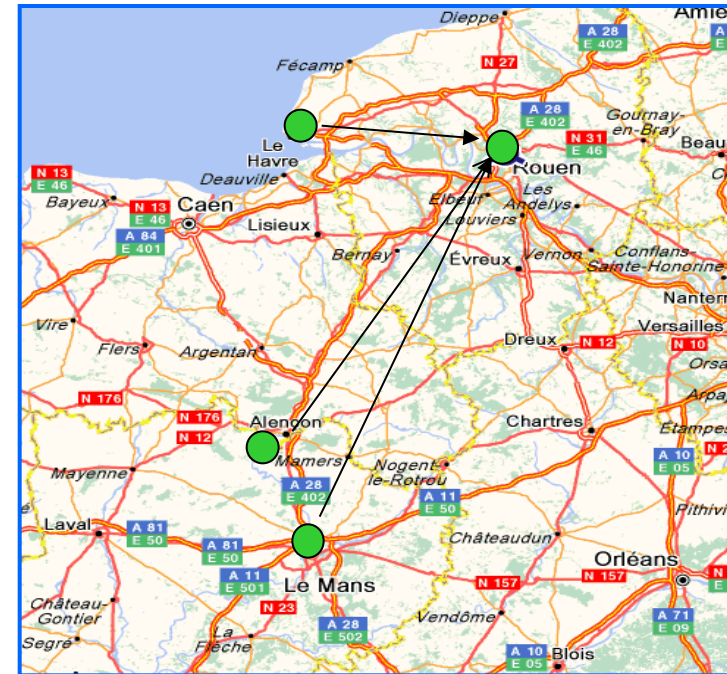 Dieppe
Amie
A 28
E 402
A
E
N 27
Fécamp
A 28
E 402
Gournay-
en-Bray
Le
Havre
N 31
E 46
Beau
Rouen
N 13
E 46
Deauville
Elbeuf
Les
Andelys
Bayeux
N 13
E 46
Caen
Louviers
Lisieux
A 84
E 401
Bernay
Vernon
Conflans-
Sainte-Honorine
Évreux
Nanterr
Vire
Versailles
Flers
Argentan
Dreux
N 12
N 10
Orsa
N 176
Arpa
N 176
Alençon
Chartres
Étampes
N 12
Mamers
N 2
Mayenne
Nogent-
le-Rotrou
A 10
E 05
A 28
E 402
A 11
E 50
Pithivi
Laval
A 81
E 50
A 81
E 50
Châteaudun
Orléans
A 11
E 501
Le Mans
N 157
N 157
N
E
Château-
Gontier
N 23
Vendôme
A 71
E 09
La
Flèche
A 28
E 502
Segré
A 10
E 05
Blois